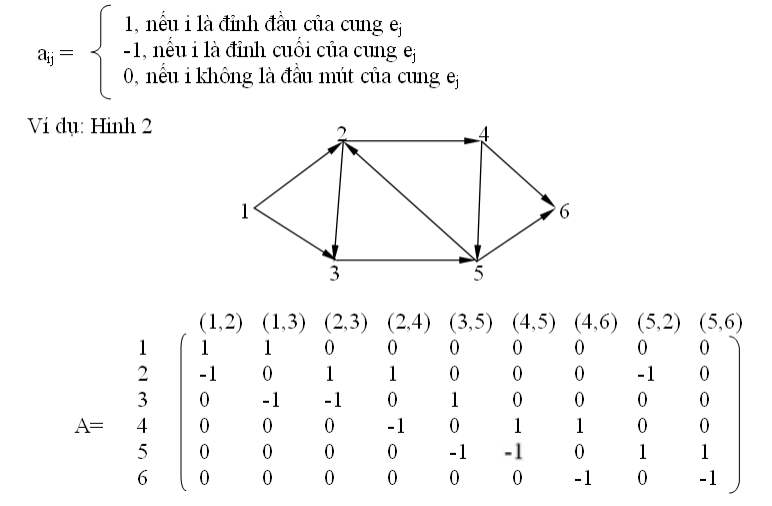 1, nếu i là đỉnh đầu của cung ej
aij = -1, nếu i là đỉnh cuối của cung ej
0, nếu i không là đầu mút của cung ej
Ví dụ: Hình 2
2 4
1 6
3 5
(1,2) (1,3) (2,3) (2,4) (3,5) (4,5) (4,6) (5,2) (5,6)
1 1 1 0 0 0 0 0 0 0
2 -1 0 1 1 0 0 0 -1 0
3 0 -1 -1 0 1 0 0 0 0
A= 4 0 0 0 -1 0 1 1 0 0
5 0 0 0 0 -1 -1 0 1 1
6 0 0 0 0 0 0 -1 0 -1